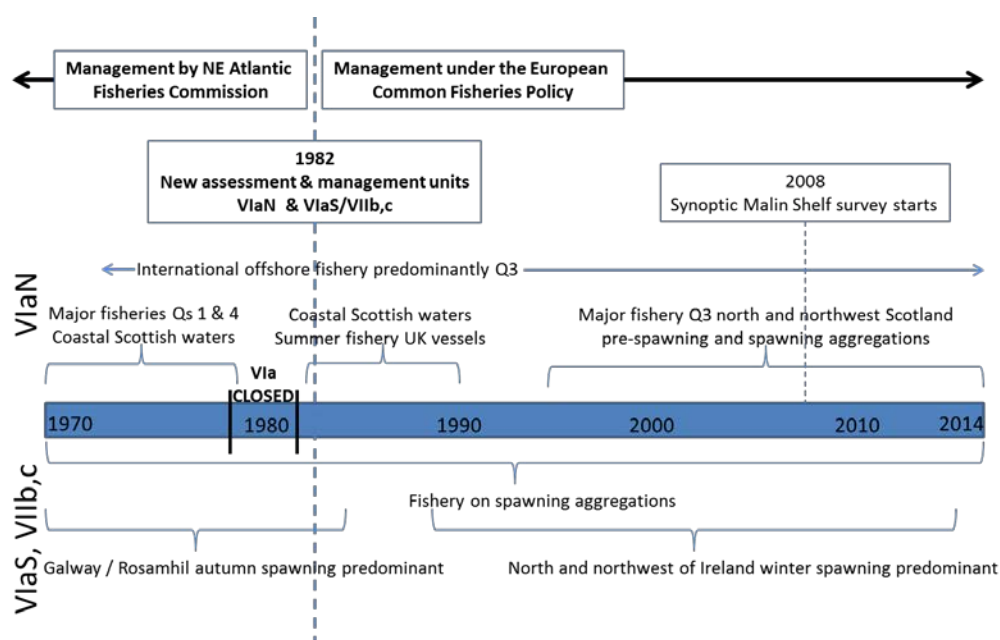 Management by NE Atlantic
Fisheries Commission
Management under the European
Common Fisheries Policy
1982
New assessment & management units
VIaN & VIaS/VIIb,c
2008
Synoptic Malin Shelf survey starts
VIaN
International offshore fishery predominantly Q3
Major fisheries Qs 1 & 4
Coastal Scottish waters
Coastal Scottish waters
Summer fishery UK vessels
Major fishery Q3 north and northwest Scotland
pre-spawning and spawning aggregations
VIa
CLOSED
1970
1980
1990
2000
2010
2014
VIaS, VIIb,c
Fishery on spawning aggregations
Galway / Rosamhil autumn spawning predominant
North and northwest of Ireland winter spawning predominant